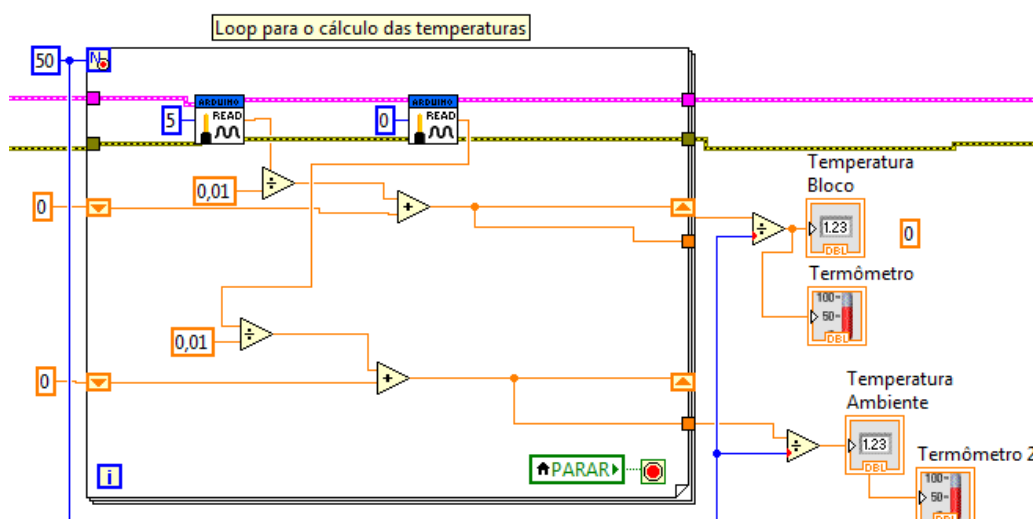 Loop para o cálculo das temperaturas
50
N
ARDUINO
READ
5
ARDUINO
READ
0
0,01
÷
0
+
÷
Temperatura
Bloco
1.23
DBL
0
Termômetro
100
50
DBL
÷
0,01
0
+
Temperatura
Ambiente
÷
1.23
DBL
Termômetro 2
100
50
DBL
i
PARAR